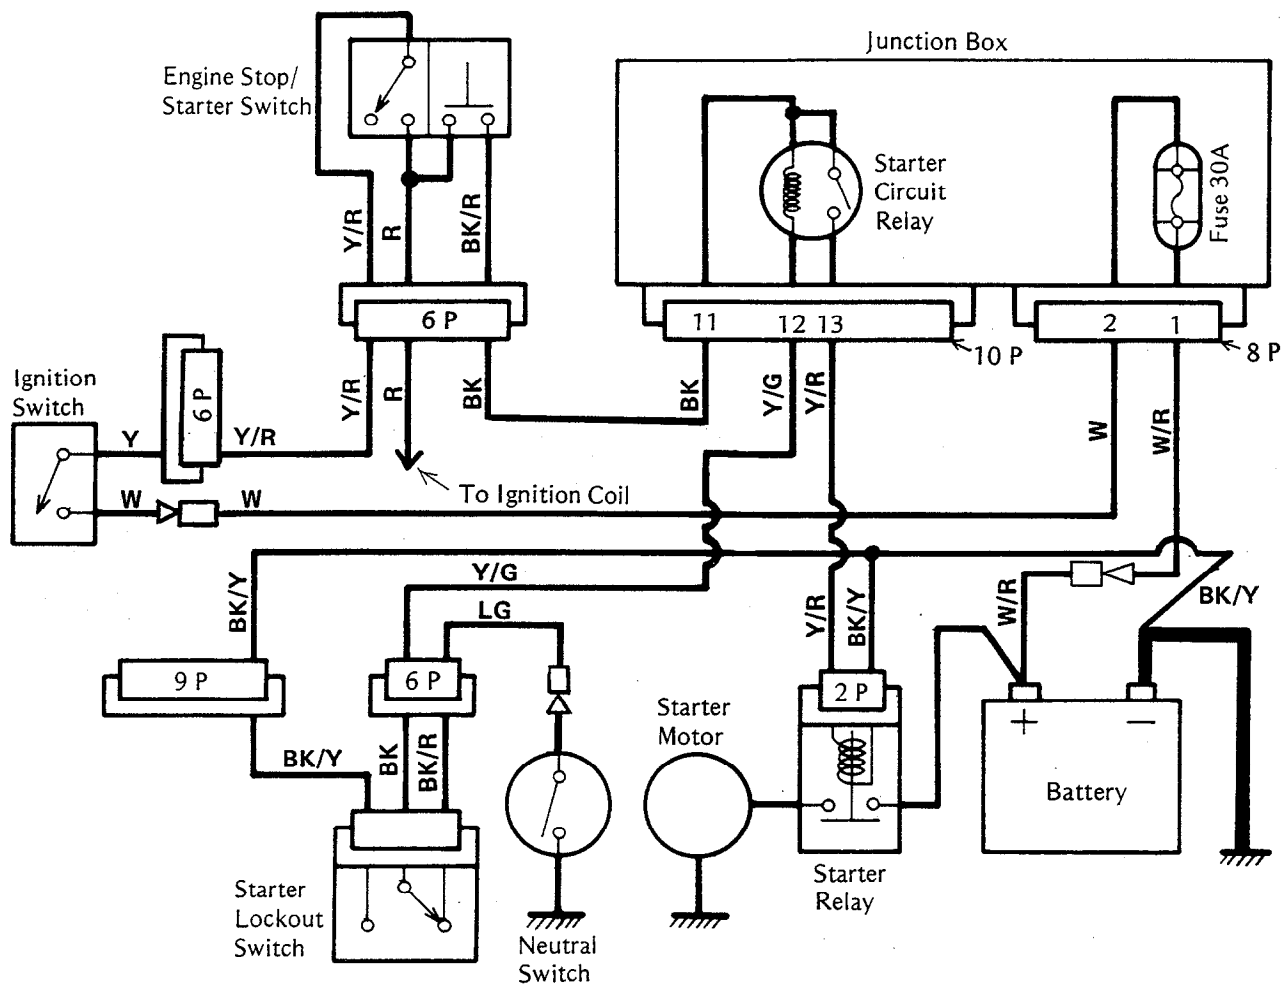 Junction Box
Engine Stop/
Starter Switch
Starter
Circuit
Relay
Fuse 30A
Y/R
R
BK/R
6 P
11
12
13
2
1
10 P
8 P
Ignition
Switch
6 P
Y
Y/R
Y/R
R
BK
BK
Y/G
Y/R
W
W/R
To Ignition Coil
W
W
BK/Y
Y/G
LG
Y/R
BK/Y
W/R
BK/Y
9 P
6 P
2 P
BK/Y
BK
BK/R
Starter
Motor
+
−
Battery
Starter
Relay
Starter
Lockout
Switch
Neutral
Switch